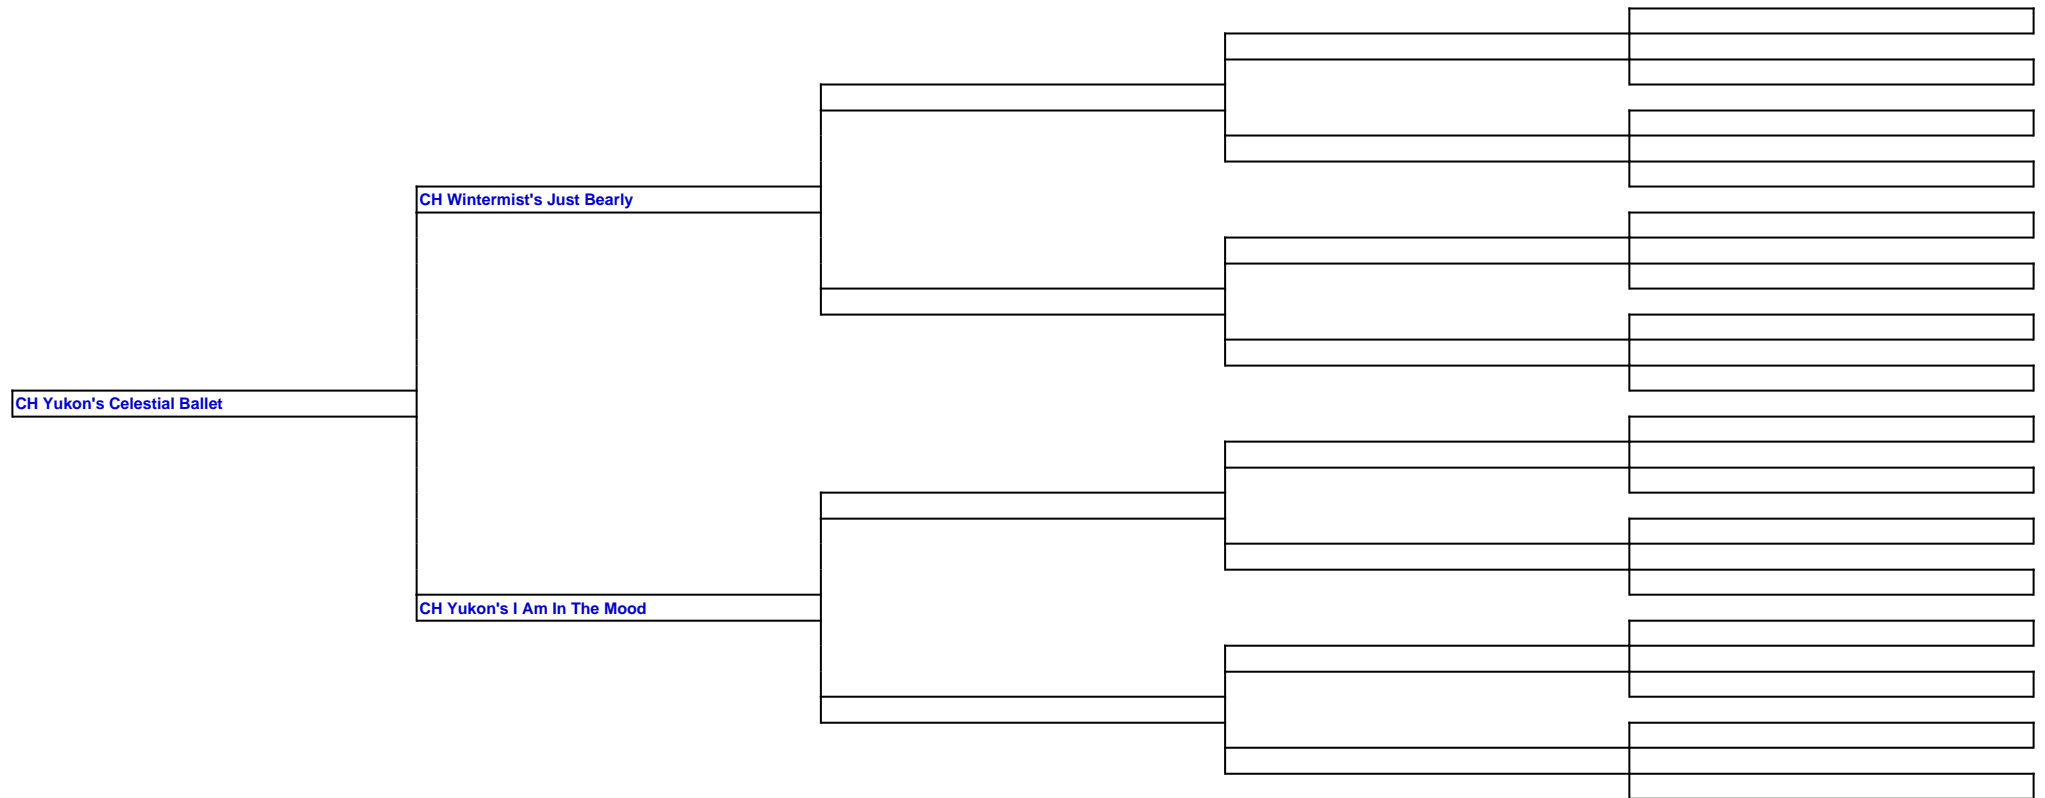 CH Wintermist's Just Bearly
CH Yukon's Celestial Ballet
CH Yukon's I Am In The Mood